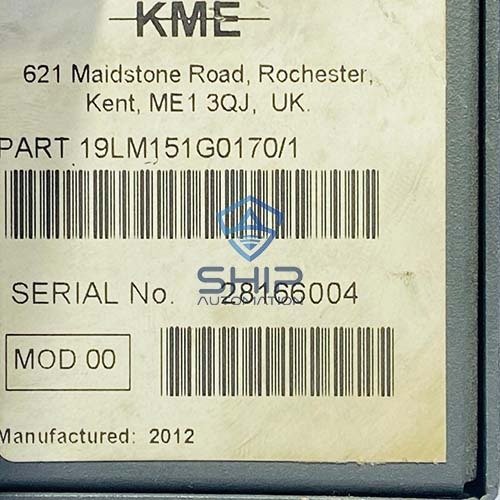 KME
621 Maidstone Road, Rochester,
Kent, ME1 3QJ, UK.
PART 19LM151G0170/1
SHIP
AUTOMATION
SERIAL No. 28166004
MOD 00
Manufactured: 2012